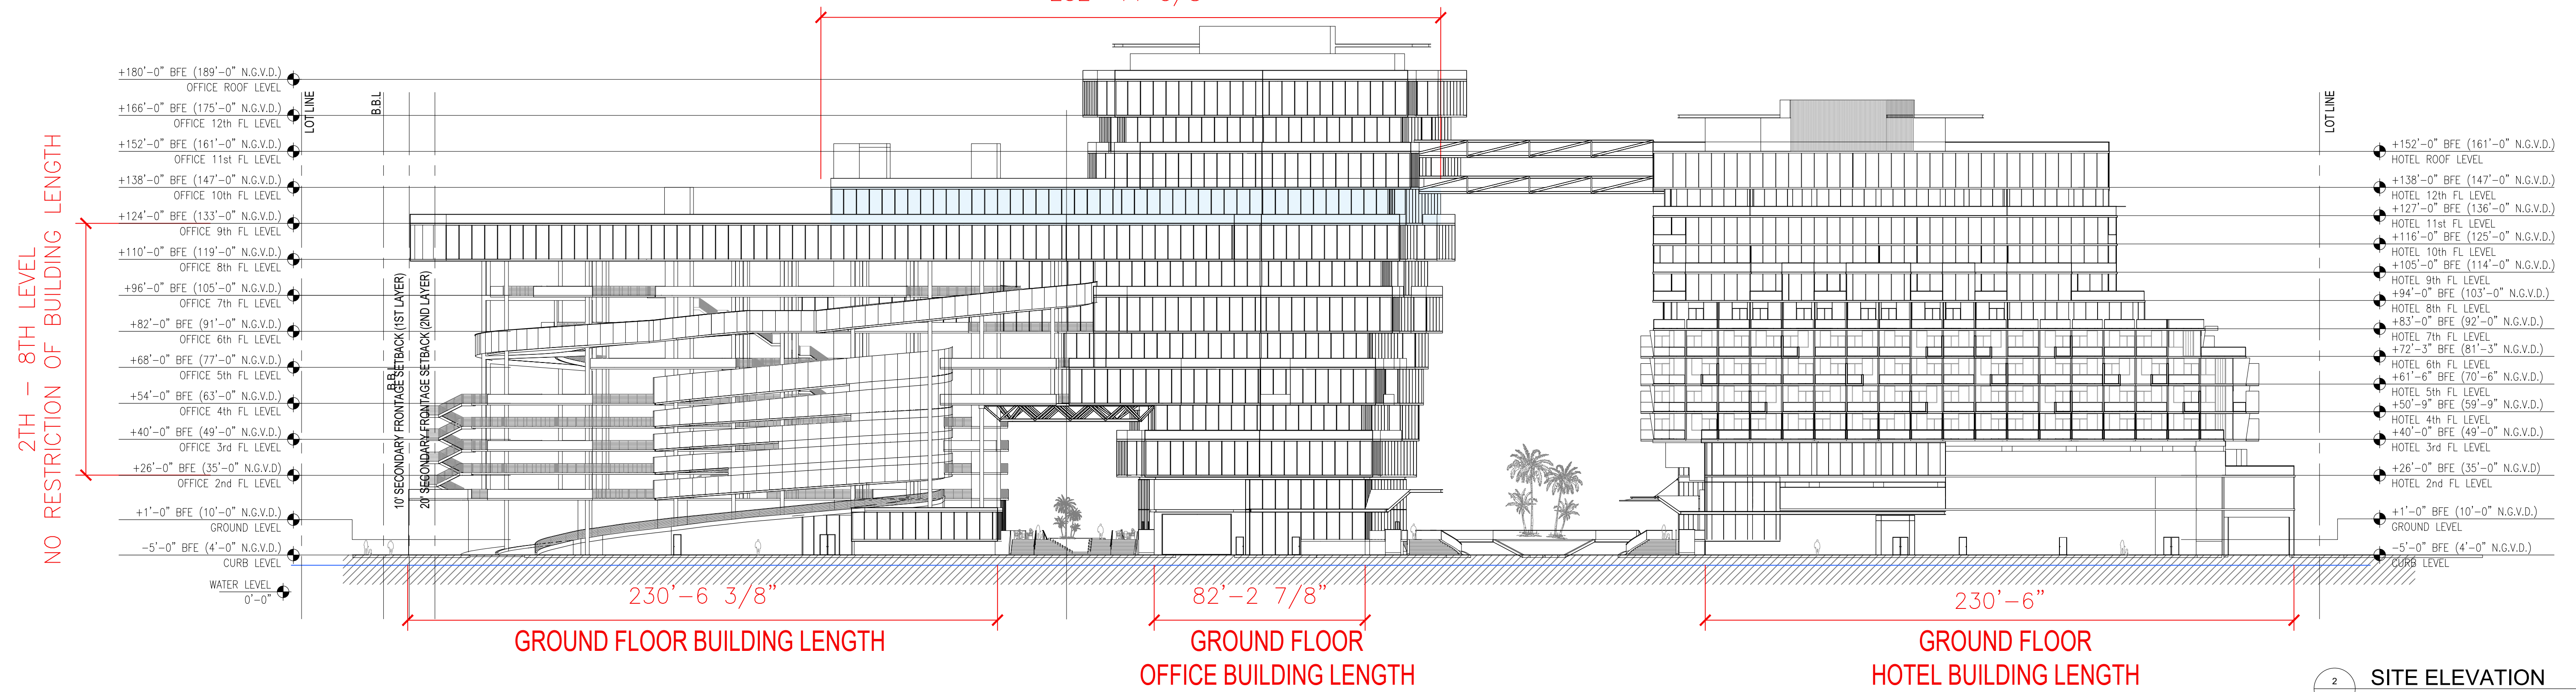 +180'-0" BFE (189'-0" N.G.V.D.)
OFFICE ROOF LEVEL
+166'-0" BFE (175'-0" N.G.V.D.)
OFFICE 12th FL LEVEL
+152'-0" BFE (161'-0" N.G.V.D.)
OFFICE 11st FL LEVEL
+138'-0" BFE (147'-0" N.G.V.D.)
OFFICE 10th FL LEVEL
+124'-0" BFE (133'-0" N.G.V.D.)
OFFICE 9th FL LEVEL
+110'-0" BFE (119'-0" N.G.V.D.)
OFFICE 8th FL LEVEL
+96'-0" BFE (105'-0" N.G.V.D.)
OFFICE 7th FL LEVEL
+82'-0" BFE (91'-0" N.G.V.D.)
OFFICE 6th FL LEVEL
+68'-0" BFE (77'-0" N.G.V.D.)
OFFICE 5th FL LEVEL
+54'-0" BFE (63'-0" N.G.V.D.)
OFFICE 4th FL LEVEL
+40'-0" BFE (49'-0" N.G.V.D.)
OFFICE 3rd FL LEVEL
+26'-0" BFE (35'-0" N.G.V.D)
OFFICE 2nd FL LEVEL
+1'-0" BFE (10'-0" N.G.V.D.)
GROUND LEVEL
-5'-0" BFE (4'-0" N.G.V.D.)
CURB LEVEL
WATER LEVEL
0'-0"
2TH - 8TH LEVEL
NO RESTRICTION OF BUILDING LENGTH
LOT LINE
B.B.L
B.B.L
10' SECONDARY FRONTAGE SETBACK (1ST LAYER)
20' SECONDARY FRONTAGE SETBACK (2ND LAYER)
230'-6 3/8"
GROUND FLOOR BUILDING LENGTH
82'-2 7/8"
GROUND FLOOR
OFFICE BUILDING LENGTH
230'-6"
GROUND FLOOR
HOTEL BUILDING LENGTH
LOT LINE
+152'-0" BFE (161'-0" N.G.V.D.)
HOTEL ROOF LEVEL
+138'-0" BFE (147'-0" N.G.V.D.)
HOTEL 12th FL LEVEL
+127'-0" BFE (136'-0" N.G.V.D.)
HOTEL 11st FL LEVEL
+116'-0" BFE (125'-0" N.G.V.D.)
HOTEL 10th FL LEVEL
+105'-0" BFE (114'-0" N.G.V.D.)
HOTEL 9th FL LEVEL
+94'-0" BFE (103'-0" N.G.V.D.)
HOTEL 8th FL LEVEL
+83'-0" BFE (92'-0" N.G.V.D.)
HOTEL 7th FL LEVEL
+72'-3" BFE (81'-3" N.G.V.D.)
HOTEL 6th FL LEVEL
+61'-6" BFE (70'-6" N.G.V.D.)
HOTEL 5th FL LEVEL
+50'-9" BFE (59'-9" N.G.V.D.)
HOTEL 4th FL LEVEL
+40'-0" BFE (49'-0" N.G.V.D.)
HOTEL 3rd FL LEVEL
+26'-0" BFE (35'-0" N.G.V.D)
HOTEL 2nd FL LEVEL
+1'-0" BFE (10'-0" N.G.V.D.)
GROUND LEVEL
-5'-0" BFE (4'-0" N.G.V.D.)
CURB LEVEL
2
SITE ELEVATION